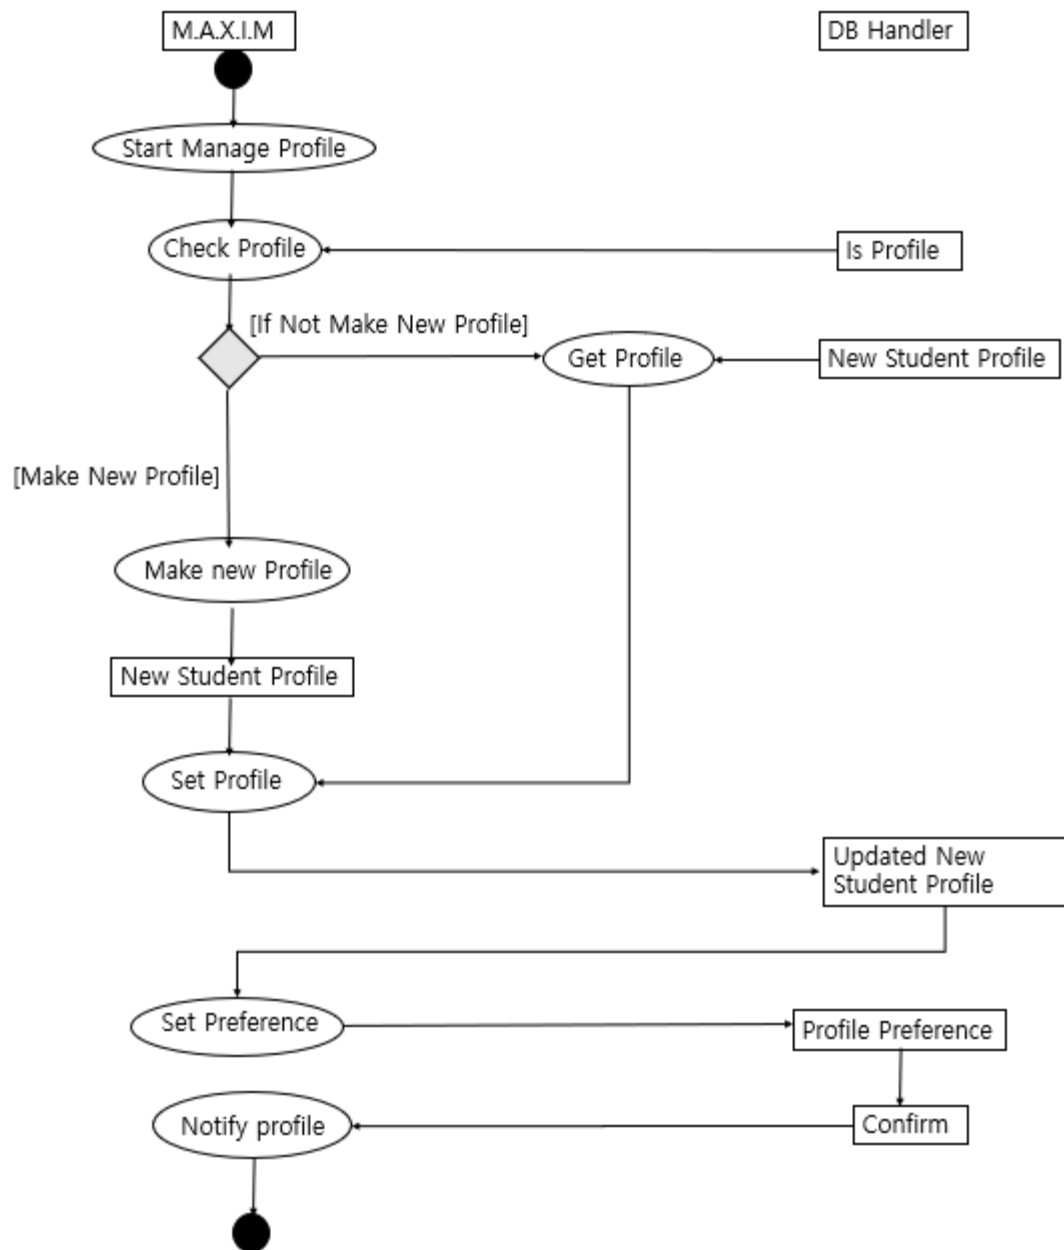 M.A.X.I.M
DB Handler
Start Manage Profile
Check Profile
Is Profile
[If Not Make New Profile]
Get Profile
New Student Profile
[Make New Profile]
Make new Profile
New Student Profile
Set Profile
Updated New
Student Profile
Set Preference
Profile Preference
Notify profile
Confirm